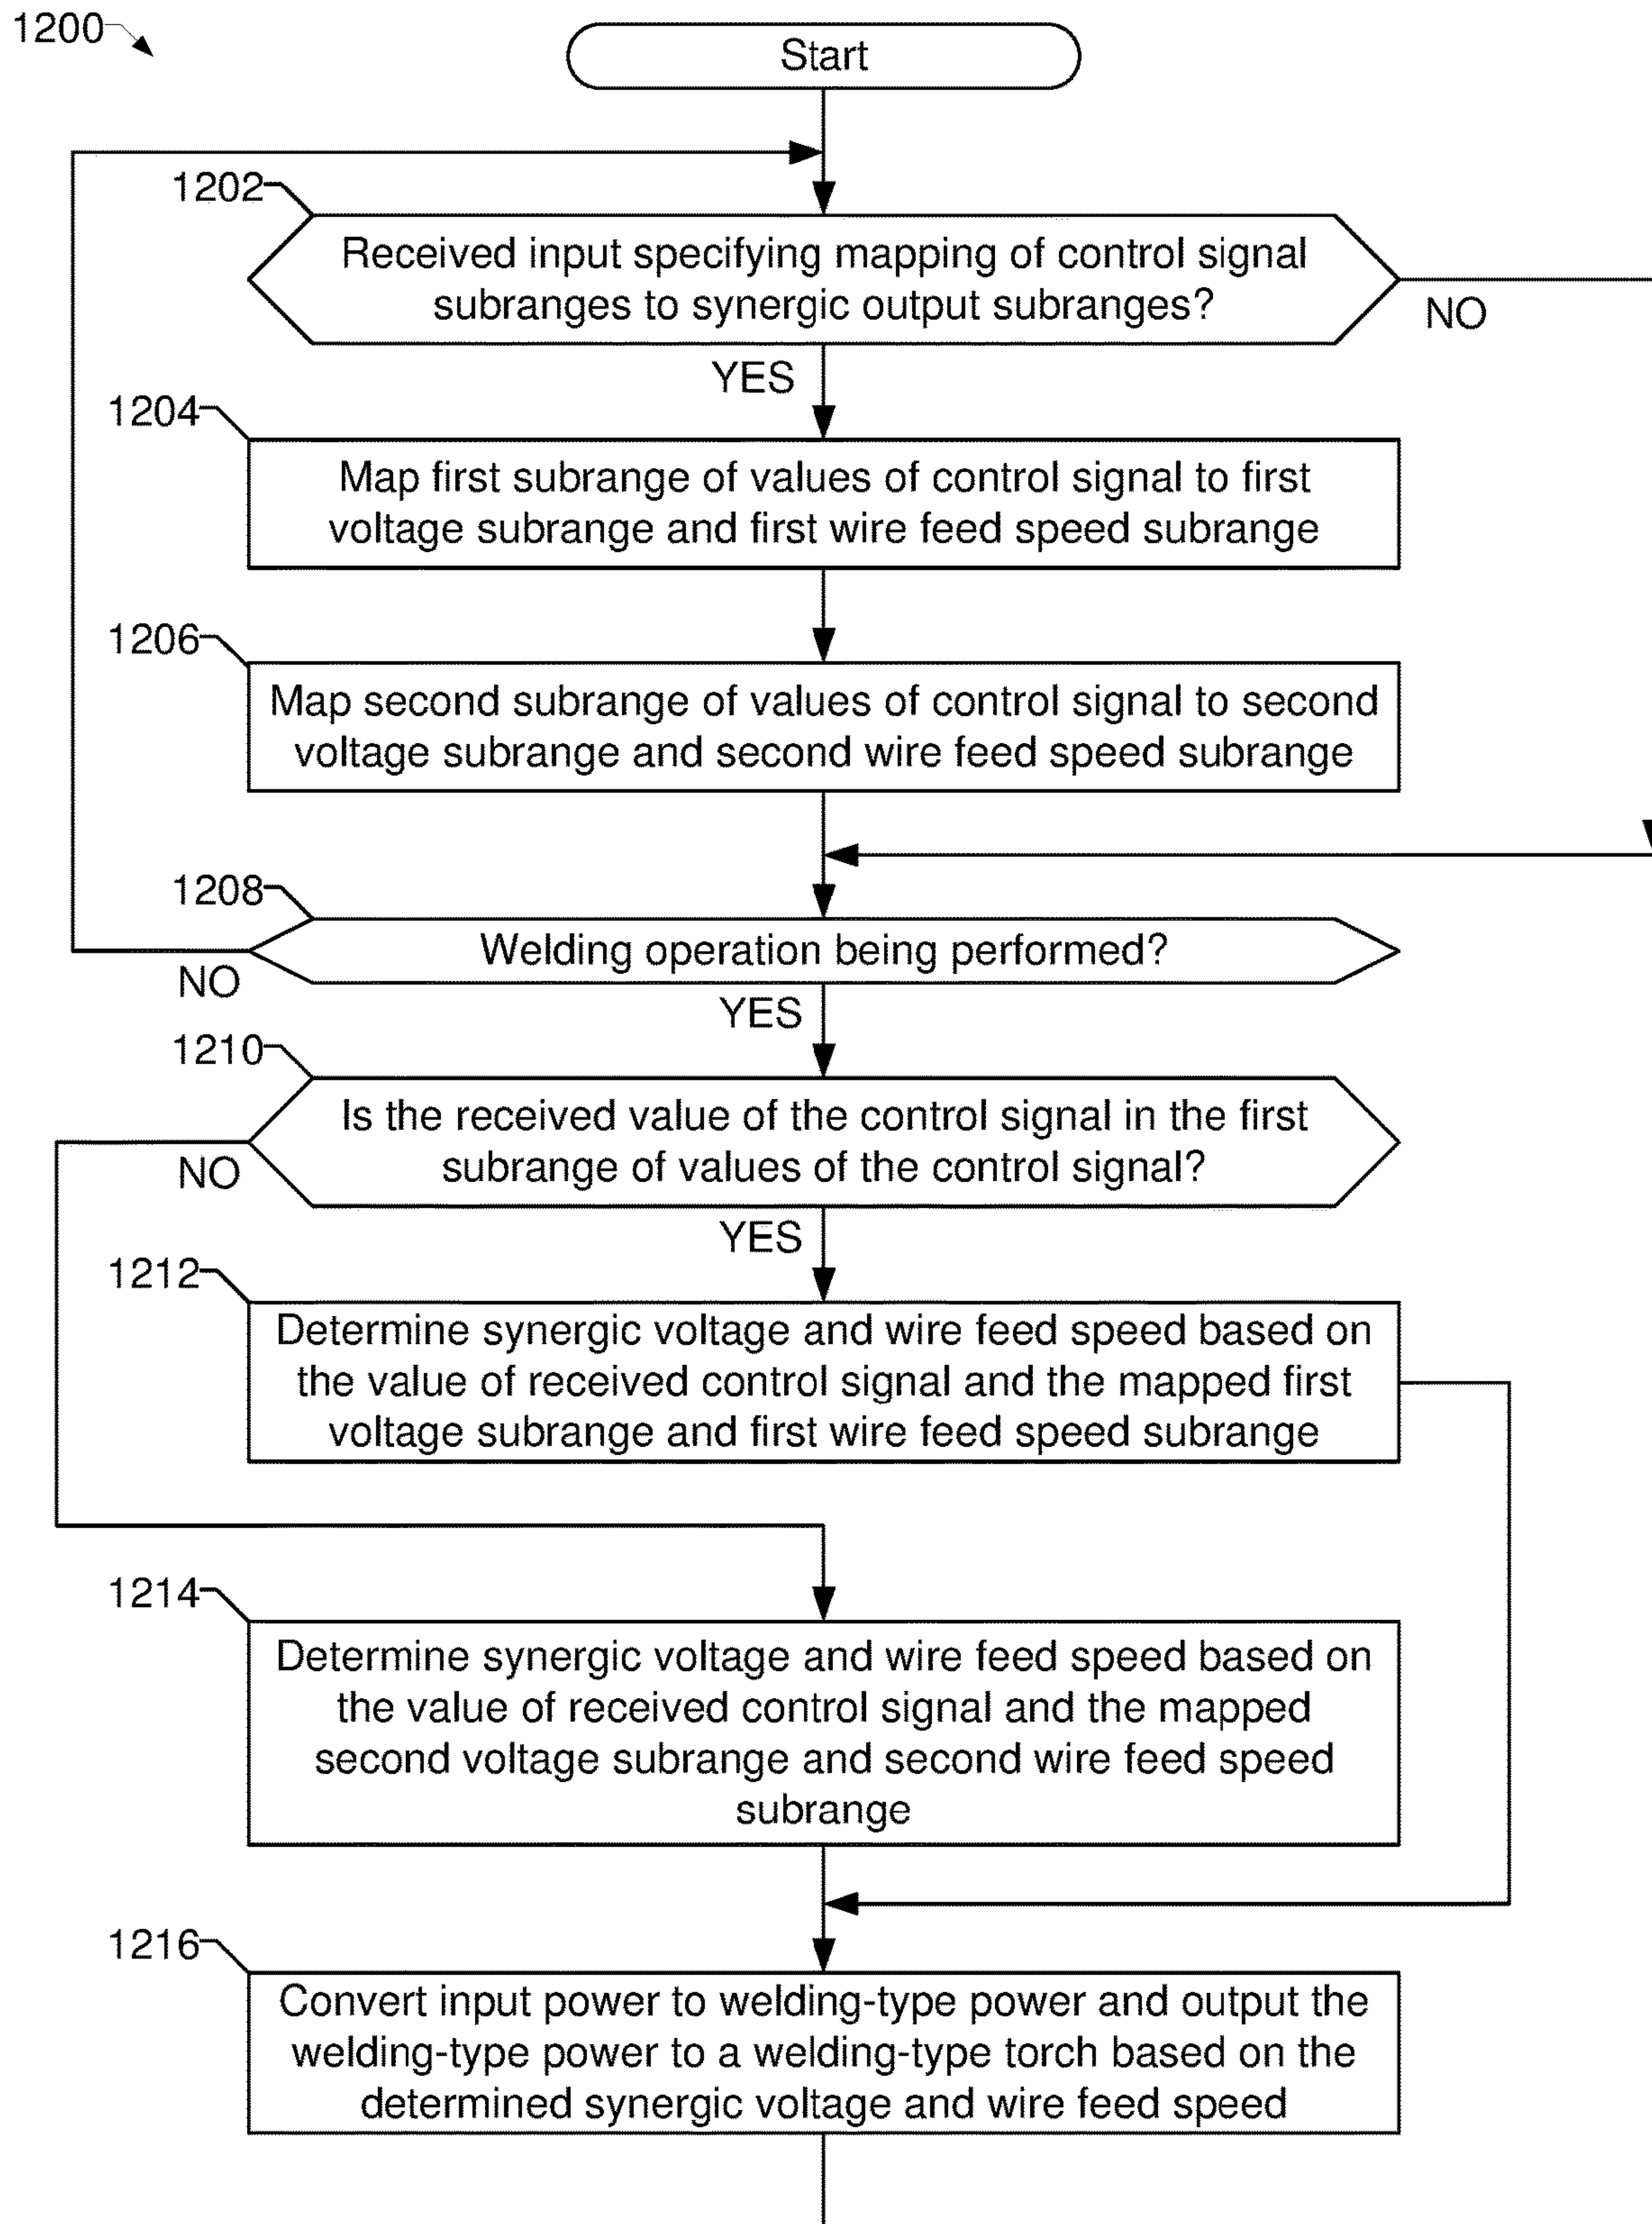 1200
Start
1202
Received input specifying mapping of control signal
subranges to synergic output subranges?
NO
YES
1204
Map first subrange of values of control signal to first
voltage subrange and first wire feed speed subrange
1206
Map second subrange of values of control signal to second
voltage subrange and second wire feed speed subrange
1208
Welding operation being performed?
NO
YES
1210
Is the received value of the control signal in the first
subrange of values of the control signal?
NO
YES
1212
Determine synergic voltage and wire feed speed based on
the value of received control signal and the mapped first
voltage subrange and first wire feed speed subrange
1214
Determine synergic voltage and wire feed speed based on
the value of received control signal and the mapped
second voltage subrange and second wire feed speed
subrange
1216
Convert input power to welding-type power and output the
welding-type power to a welding-type torch based on the
determined synergic voltage and wire feed speed